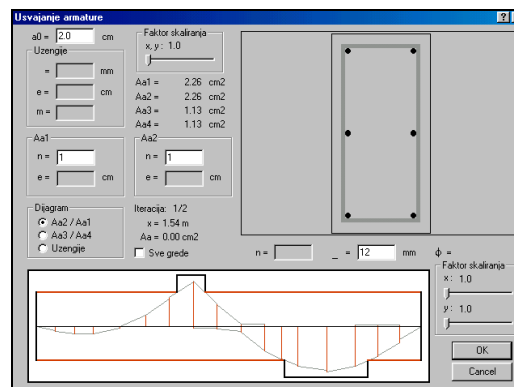 Usvajanje armature
a0 = 2.0 cm
Faktor skaliranja
x, y : 1.0
Uzengije
= mm
e = cm
m =
Aa1 = 2.26 cm2
Aa2 = 2.26 cm2
Aa3 = 1.13 cm2
Aa4 = 1.13 cm2
Aa1
n = 1
e = cm
Aa2
n = 1
e = cm
Dijagram
Aa2 / Aa1
Aa3 / Aa4
Uzengije
Iteracija: 1/2
x = 1.54 m
Aa = 0.00 cm2
Sve grede
n = _ = 12 mm ϕ =
Faktor skaliranja
x : 1.0
y : 1.0
OK
Cancel